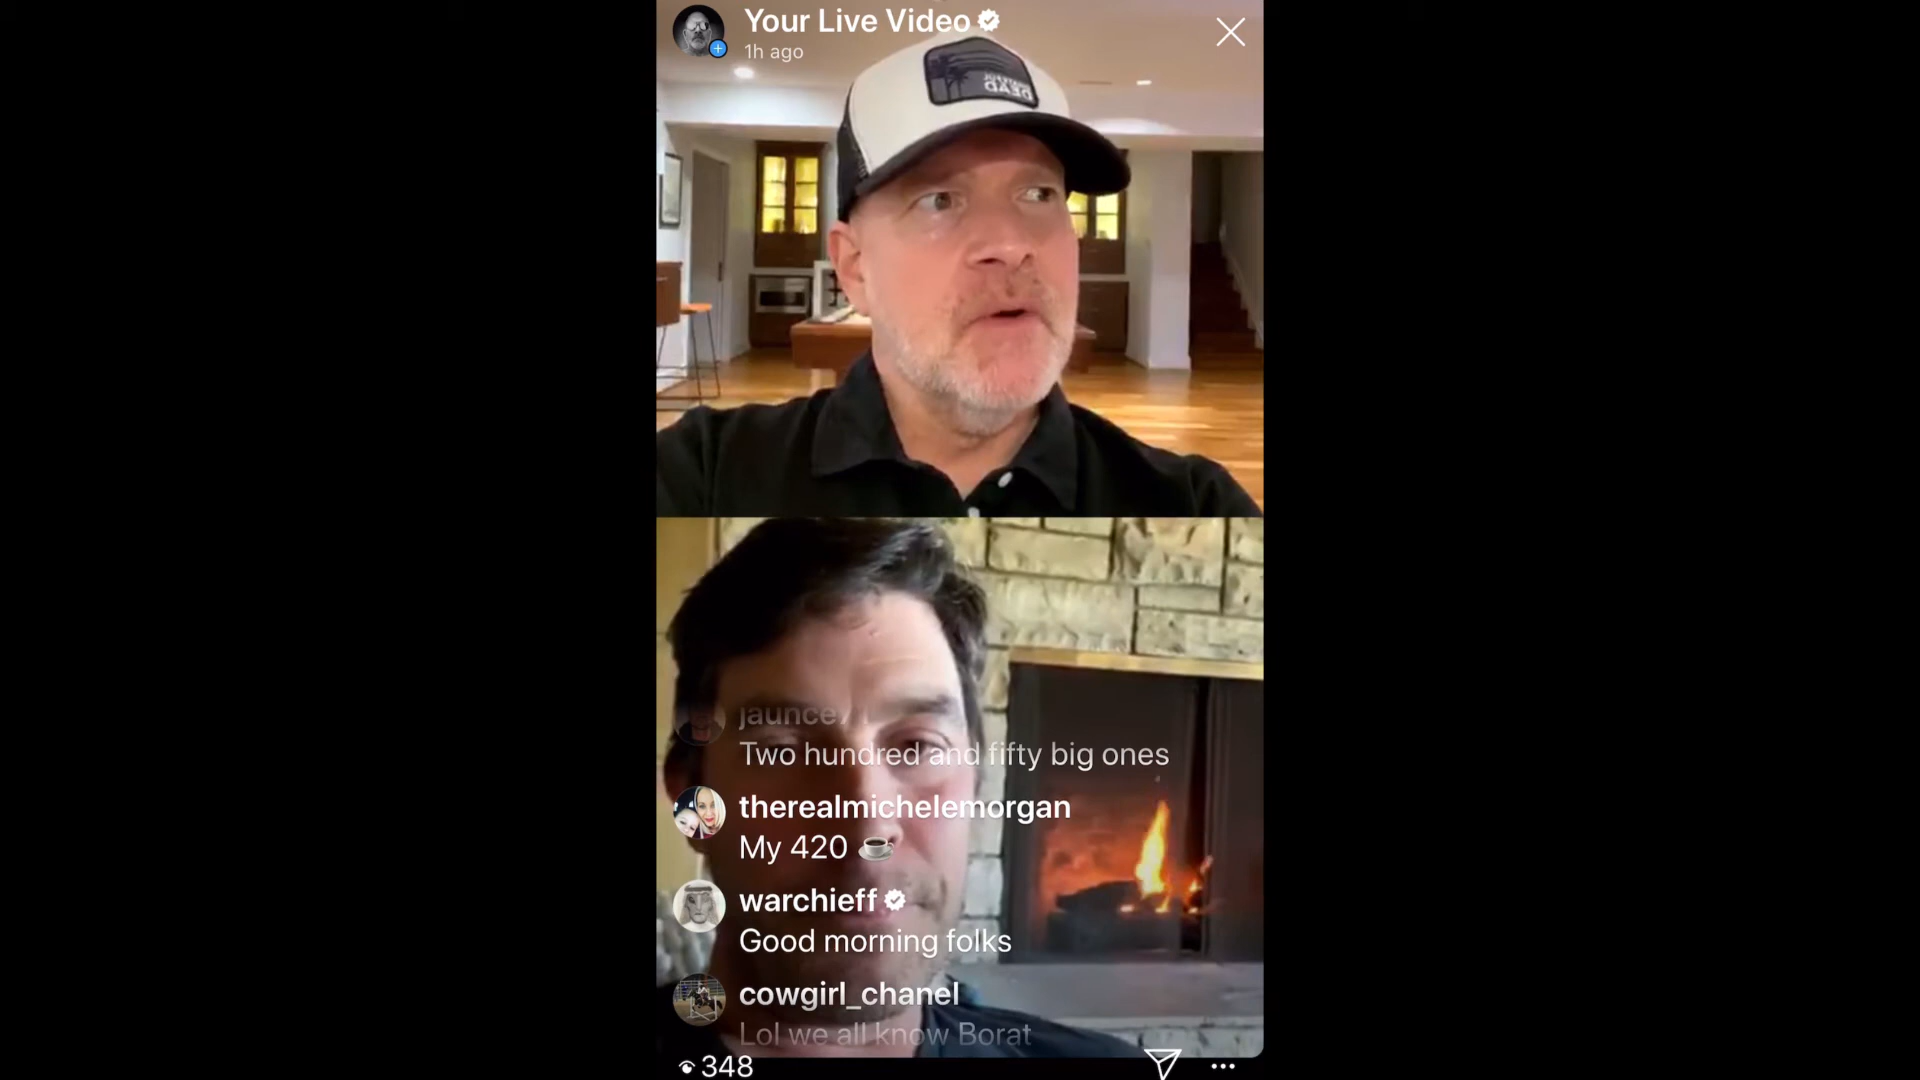 Your Live Video
1h ago
DEAD
Two hundred and fifty big ones
therealmichelemorgan
My 420
warchieff
Good morning folks
cowgirl_chanel
Lol we all know Borat
348